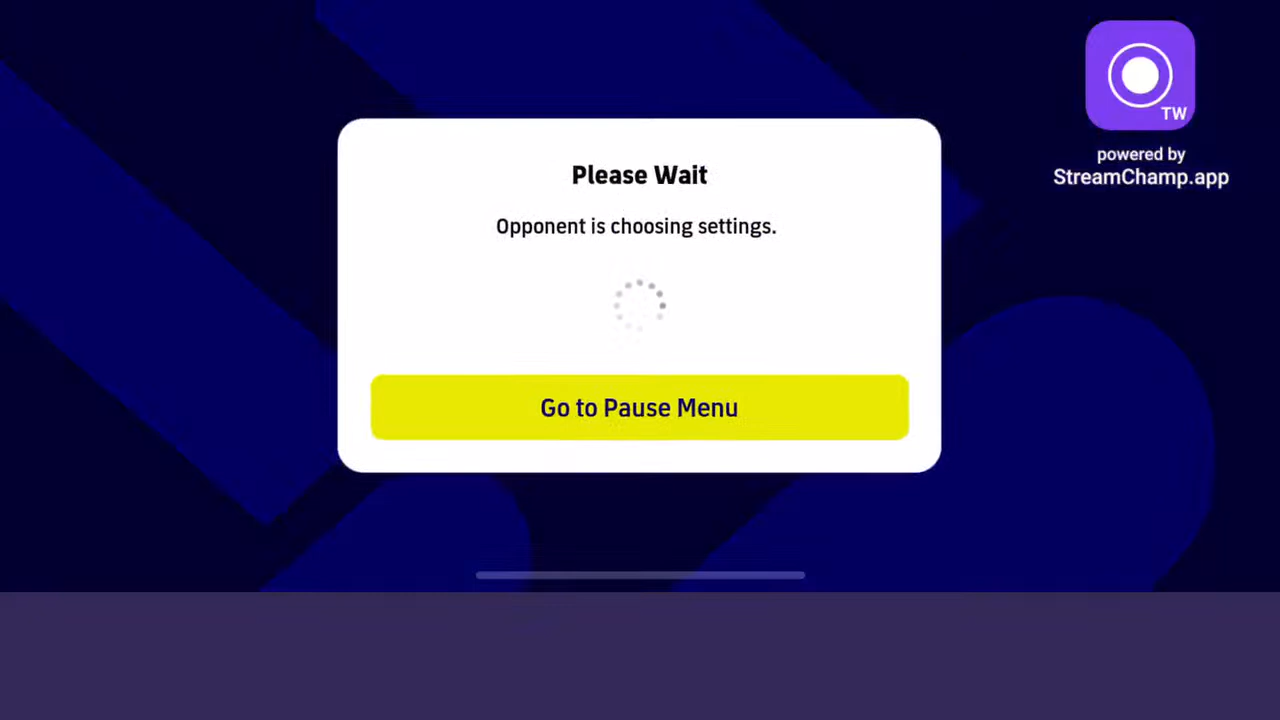 TW
powered by
StreamChamp.app
Please Wait
Opponent is choosing settings.
Go to Pause Menu